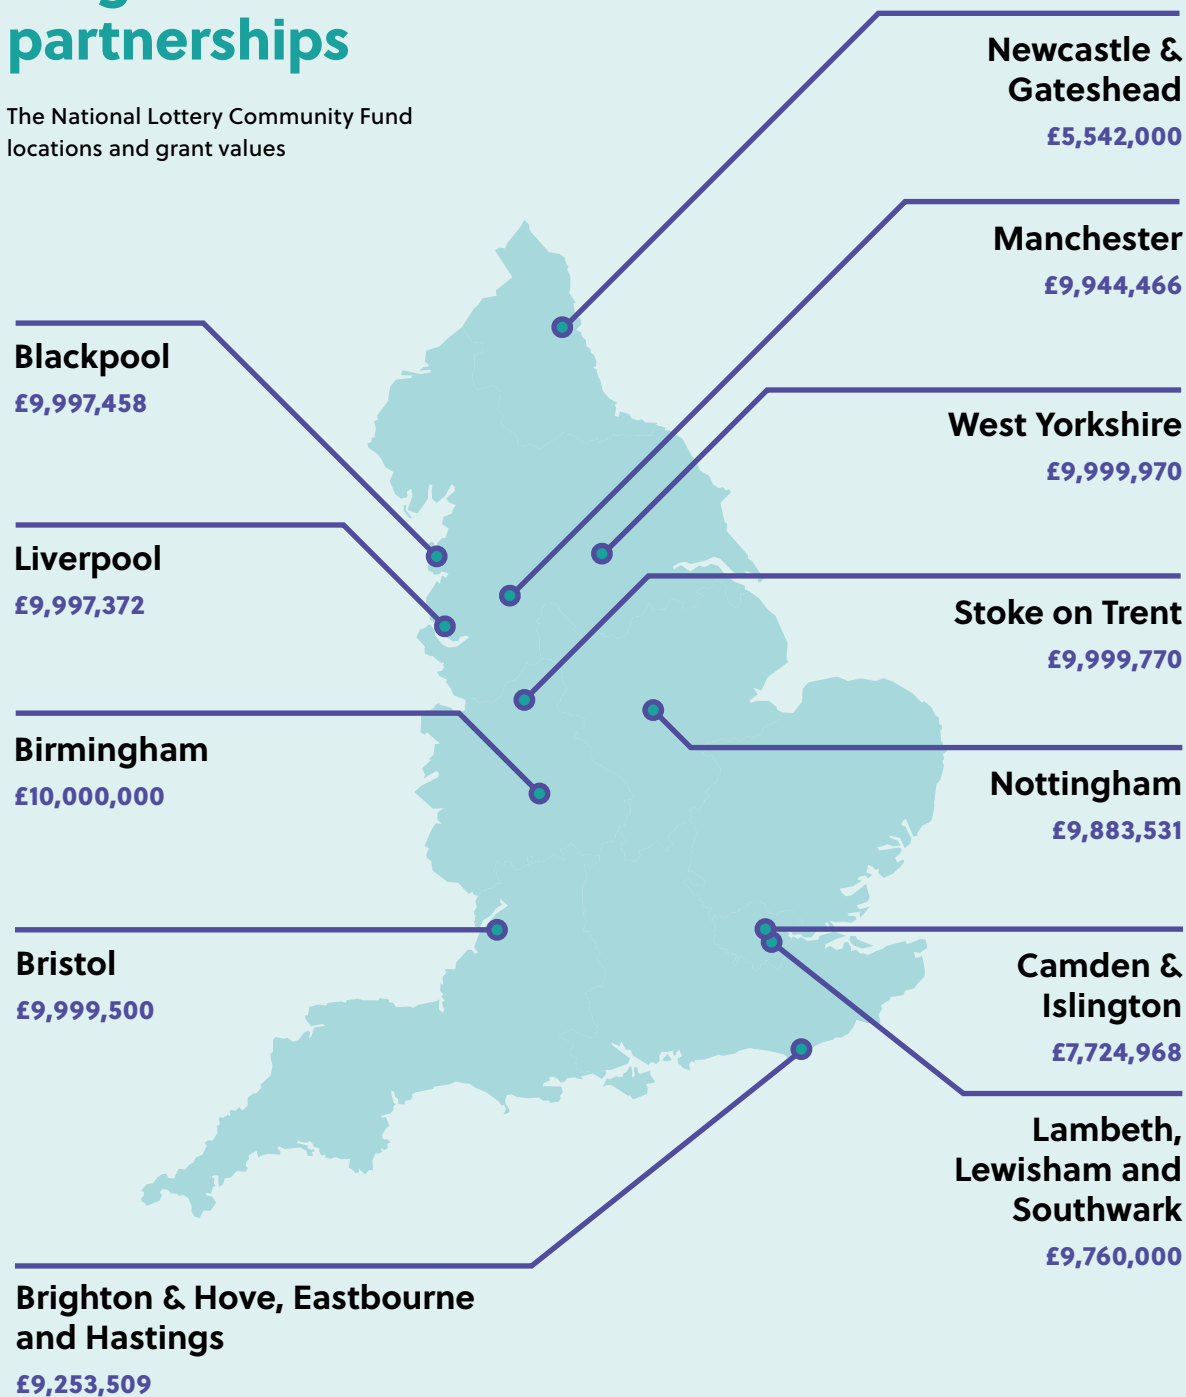 partnerships
The National Lottery Community Fund
locations and grant values
Newcastle &
Gateshead
£5,542,000
Manchester
£9,944,466
Blackpool
£9,997,458
West Yorkshire
£9,999,970
Liverpool
£9,997,372
Stoke on Trent
£9,999,770
Birmingham
£10,000,000
Nottingham
£9,883,531
Bristol
£9,999,500
Camden &
Islington
£7,724,968
Lambeth,
Lewisham and
Southwark
£9,760,000
Brighton & Hove, Eastbourne
and Hastings
£9,253,509